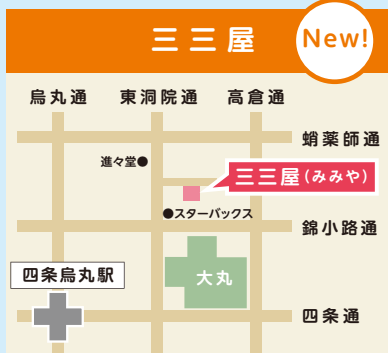 三三屋
New!
烏丸通 東洞院通 高倉通
蛸薬師通
進々堂●
三三屋(みみや)
●スターバックス
錦小路通
四条烏丸駅
大丸
四条通